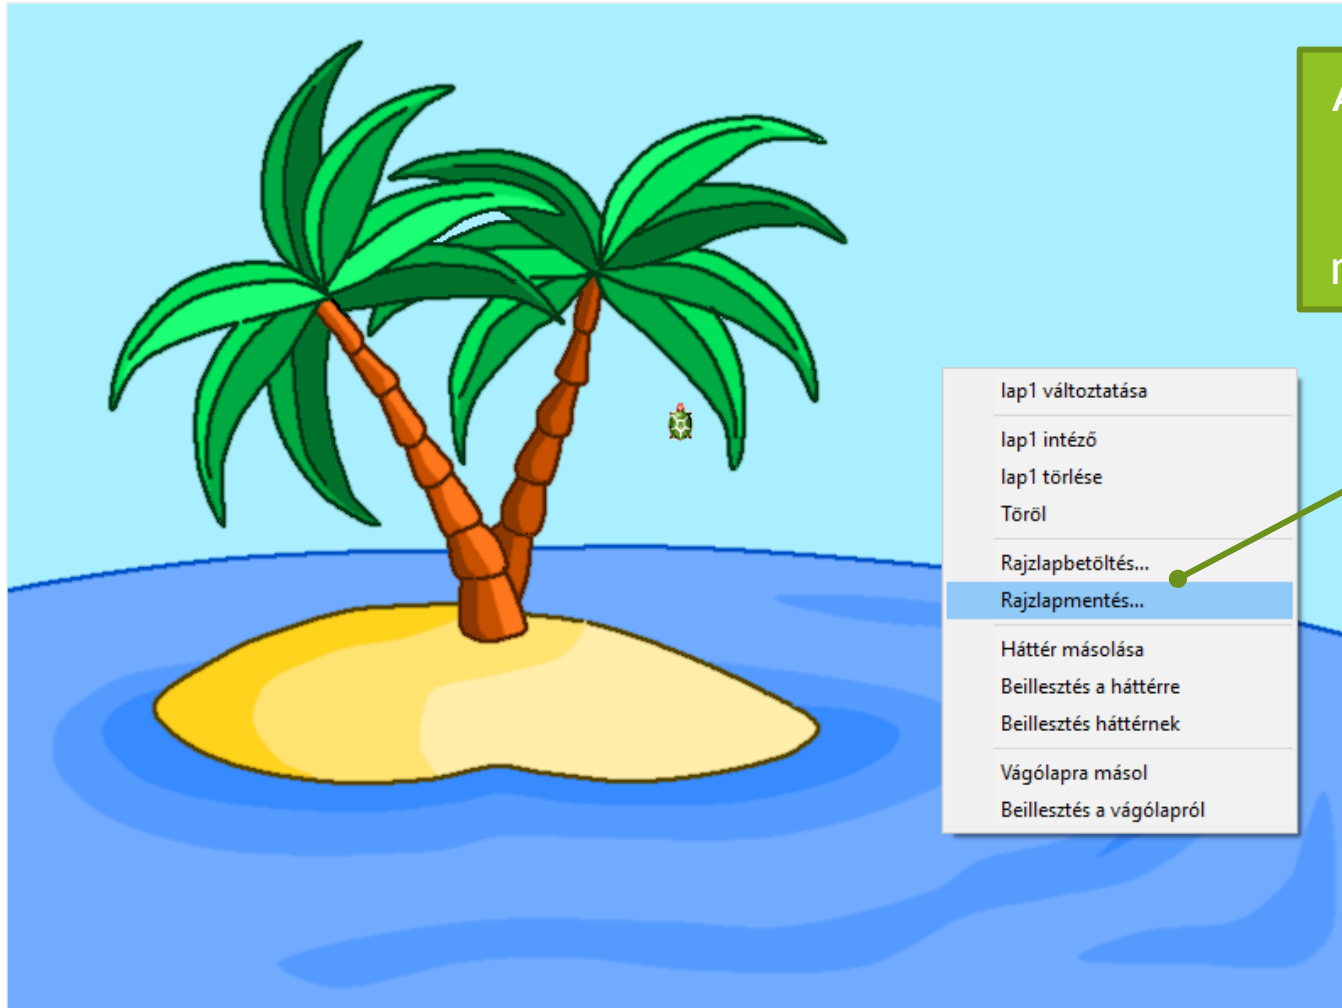 lap1 változtatása
lap1 intéző
lap1 törlése
Töröl
Rajzlapbetöltés...
Rajzlapmentés...
Háttér másolása
Beillesztés a háttérre
Beillesztés háttérnek
Vágólapra másol
Beillesztés a vágólapról